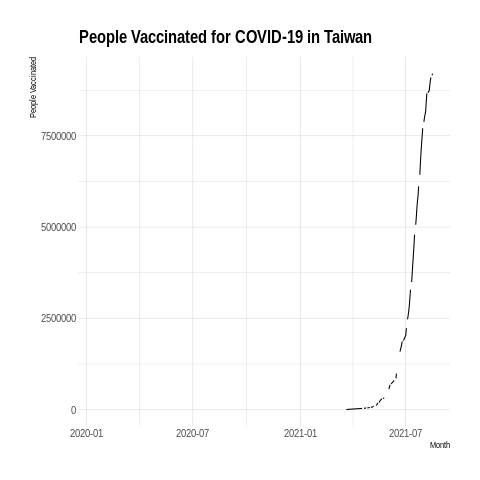 People Vaccinated for COVID-19 in Taiwan
People Vaccinated
7500000
5000000
2500000
0
2020-01 2020-07 2021-01 2021-07
Month